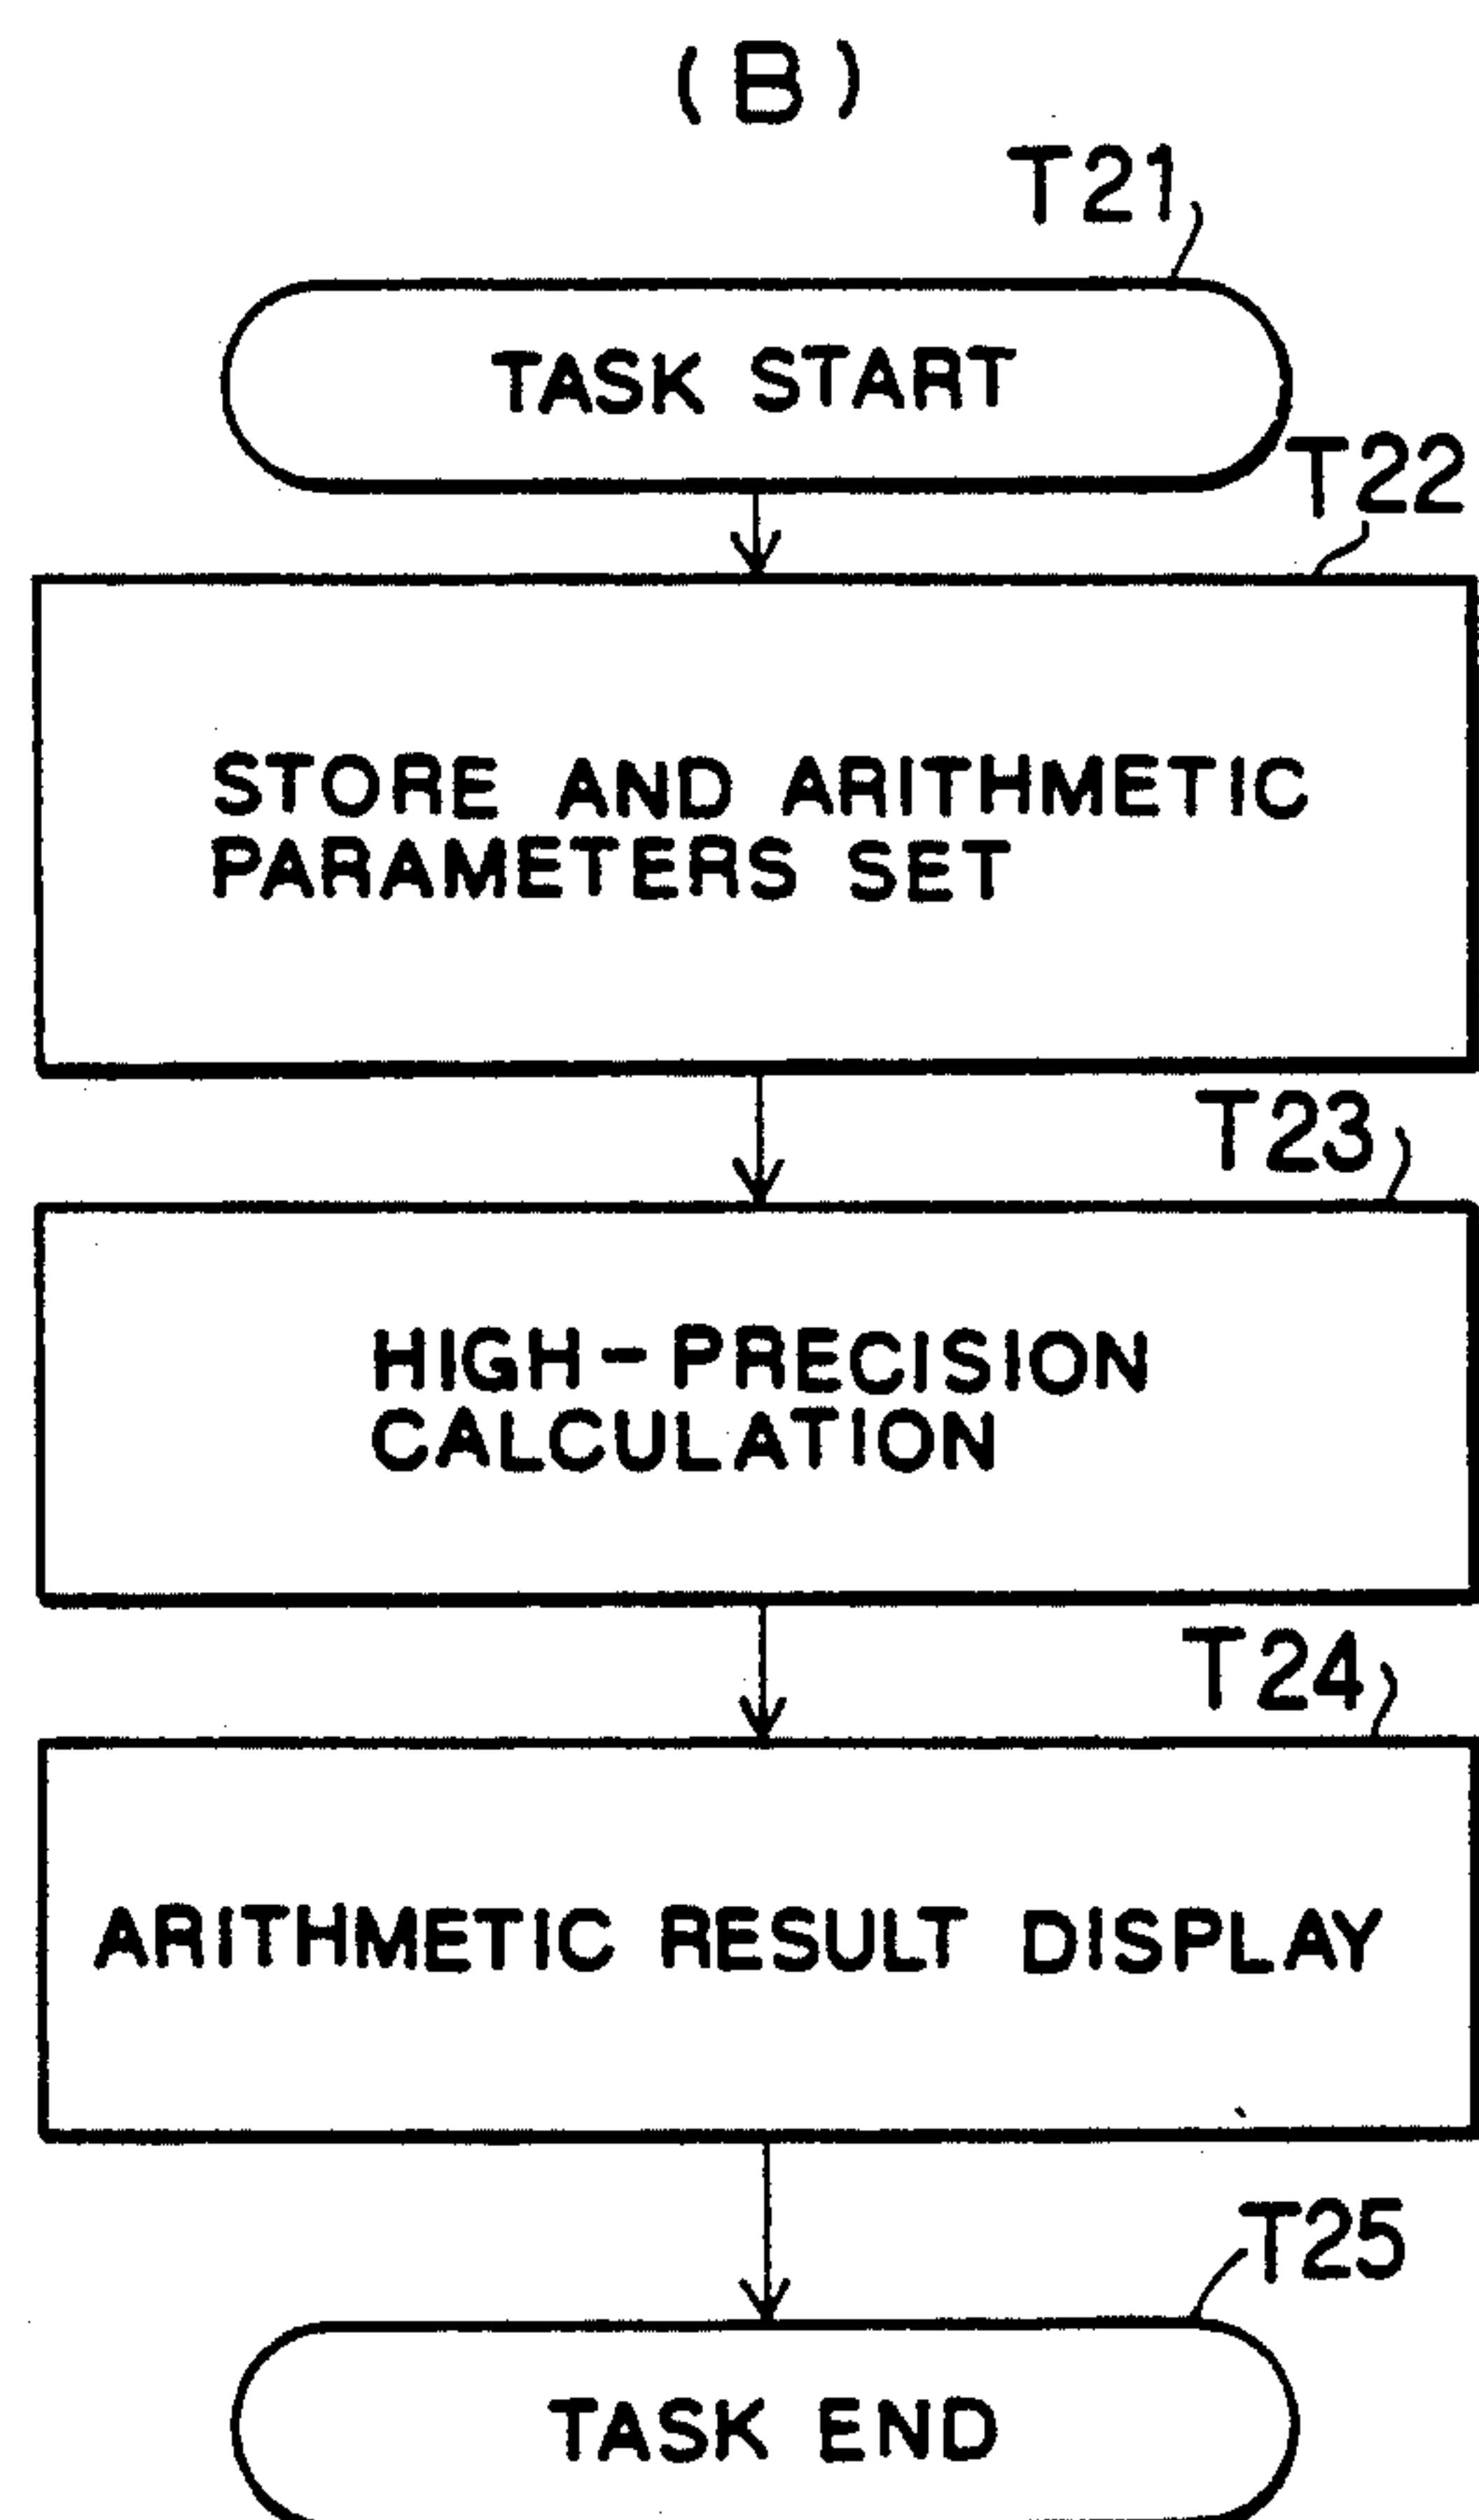 (B)
T21
TASK START
T22
STORE AND ARITHMETIC
PARAMETERS SET
T23
HIGH-PRECISION
CALCULATION
T24
ARITHMETIC RESULT DISPLAY
T25
TASK END